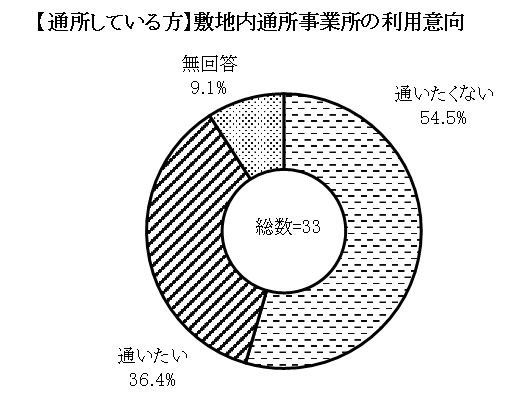 【通所している方】敷地内通所事業所の利用意向
無回答
9.1%
通いたくない
54.5%
総数=33
通いたい
36.4%